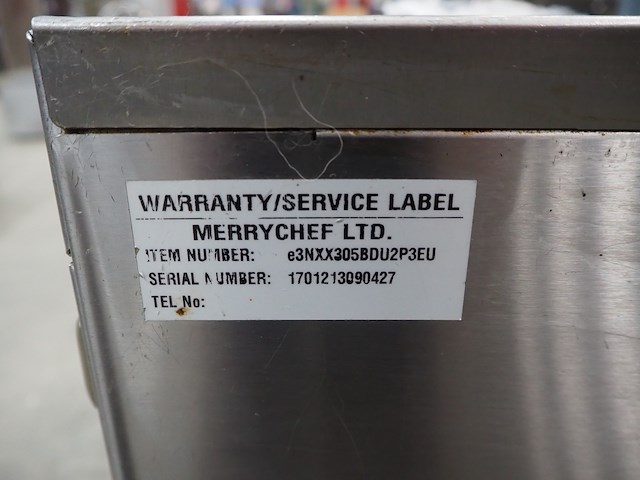 WARRANTY/SERVICE LABEL
MERRYCHEF LTD.
ITEM NUMBER: e3NXX305BDU2P3EU
SERIAL NUMBER: 1701213090427
TEL No: